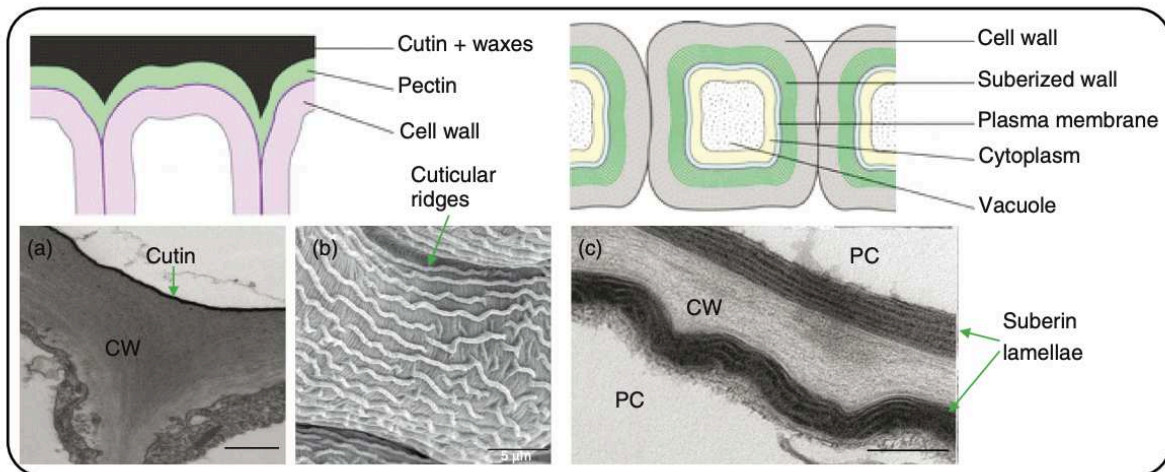 Cutin + waxes
Pectin
Cell wall
Cell wall
Suberized wall
Plasma membrane
Cytoplasm
Vacuole
Cuticular
ridges
(a)
Cutin
CW
(b)
5 µm
(c)
PC
CW
PC
Suberin
lamellae